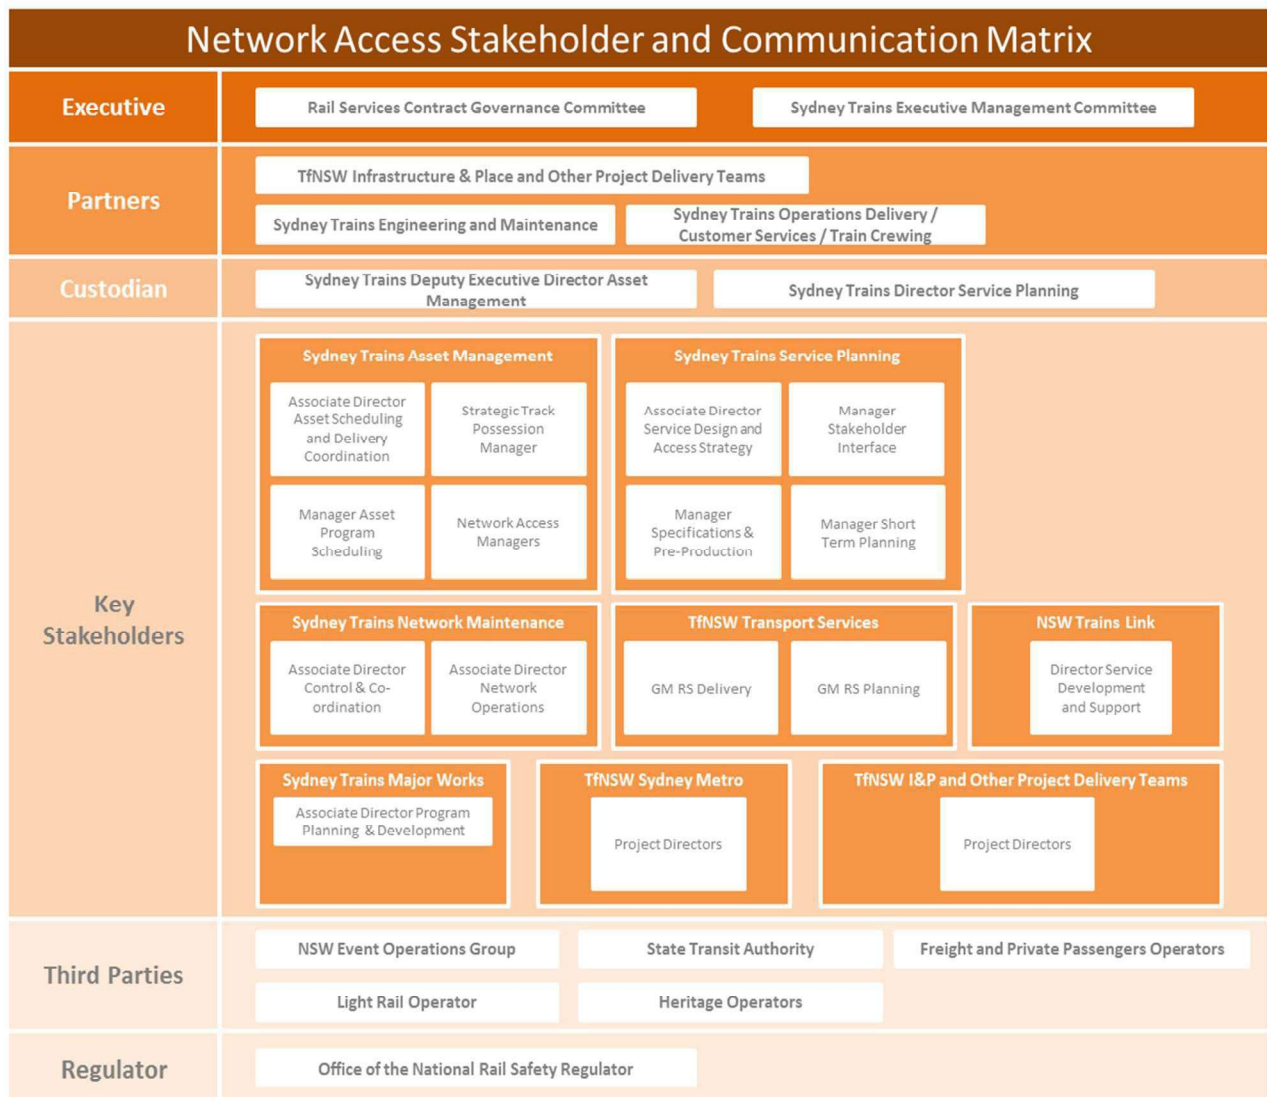 Network Access Stakeholder and Communication Matrix
Executive
Rail Services Contract Governance Committee
Sydney Trains Executive Management Committee
Partners
TfNSW Infrastructure & Place and Other Project Delivery Teams
Sydney Trains Engineering and Maintenance
Sydney Trains Operations Delivery /
Customer Services / Train Crewing
Custodian
Sydney Trains Deputy Executive Director Asset
Management
Sydney Trains Director Service Planning
Key
Stakeholders
Sydney Trains Asset Management
Associate Director
Asset Scheduling
and Delivery
Coordination
Strategic Track
Possession
Manager
Manager Asset
Program
Scheduling
Network Access
Managers
Sydney Trains Service Planning
Associate Director
Service Design and
Access Strategy
Manager
Stakeholder
Interface
Manager
Specifications &
Pre-Production
Manager Short
Term Planning
Sydney Trains Network Maintenance
Associate Director
Control & Co-
ordination
Associate Director
Network
Operations
TfNSW Transport Services
GM RS Delivery
GM RS Planning
NSW Trains Link
Director Service
Development
and Support
Sydney Trains Major Works
Associate Director Program
Planning & Development
TfNSW Sydney Metro
Project Directors
TfNSW I&P and Other Project Delivery Teams
Project Directors
Third Parties
NSW Event Operations Group
State Transit Authority
Freight and Private Passengers Operators
Light Rail Operator
Heritage Operators
Regulator
Office of the National Rail Safety Regulator